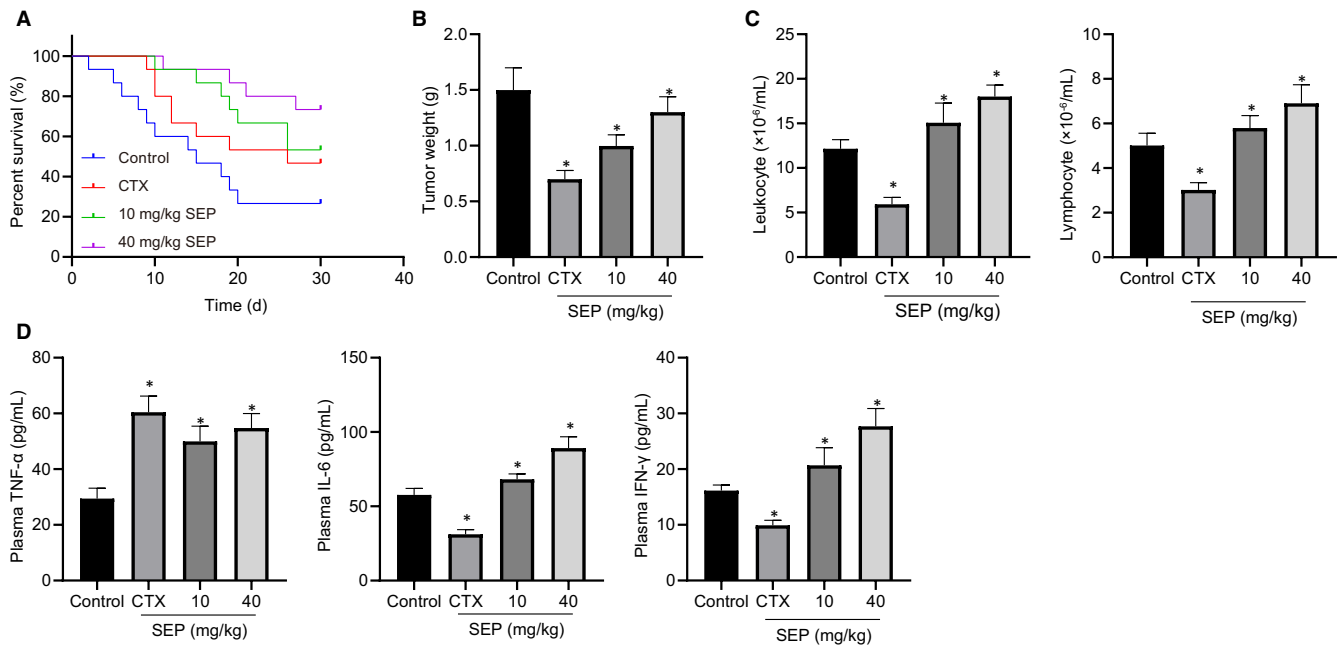 A
Percent survival (%)
100
80
60
40
20
0
Control
CTX
10 mg/kg SEP
40 mg/kg SEP
0 10 20 30 40
Time (d)
B
Tumor weight (g)
2.0
1.5
1.0
0.5
0.0
* * *
Control CTX 10 40
SEP (mg/kg)
C
Leukocyte (×10⁻⁶/mL)
25
20
15
10
5
0
* * *
Control CTX 10 40
SEP (mg/kg)
Lymphocyte (×10⁻⁶/mL)
10
8
6
4
2
0
* * *
Control CTX 10 40
SEP (mg/kg)
D
Plasma TNF-α (pg/mL)
80
60
40
20
0
* * *
Control CTX 10 40
SEP (mg/kg)
Plasma IL-6 (pg/mL)
150
100
50
0
* * *
Control CTX 10 40
SEP (mg/kg)
Plasma IFN-γ (pg/mL)
40
30
20
10
0
* * *
Control CTX 10 40
SEP (mg/kg)